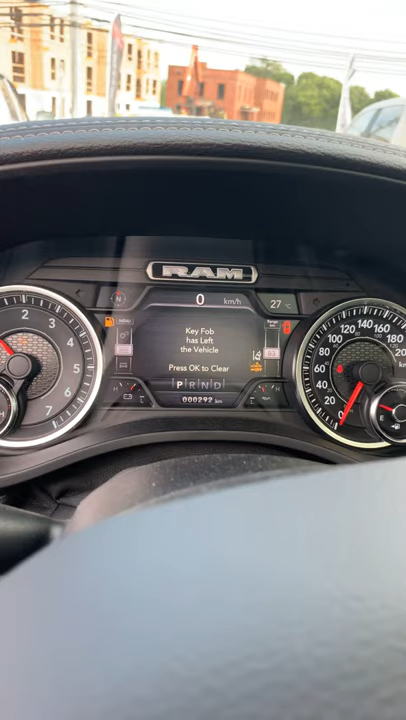 RAM
0 km/h
27 °C
Key Fob
has Left
the Vehicle
Press OK to Clear
P R N D
000292 km
2
3
4
5
6
7
H
C
H
0
20
40
60
80
100
120
140
160
180
E